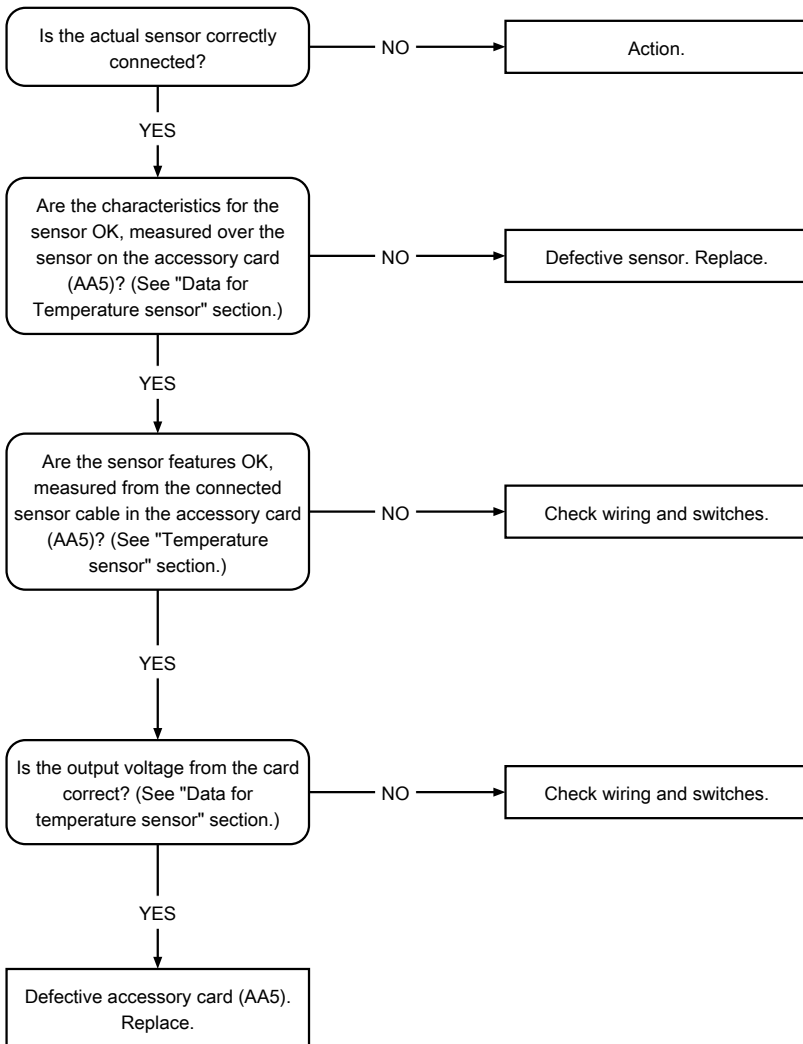 Is the actual sensor correctly
connected?
NO
Action.
YES
Are the characteristics for the
sensor OK, measured over the
sensor on the accessory card
(AA5)? (See "Data for
Temperature sensor" section.)
NO
Defective sensor. Replace.
YES
Are the sensor features OK,
measured from the connected
sensor cable in the accessory card
(AA5)? (See "Temperature
sensor" section.)
NO
Check wiring and switches.
YES
Is the output voltage from the card
correct? (See "Data for
temperature sensor" section.)
NO
Check wiring and switches.
YES
Defective accessory card (AA5).
Replace.